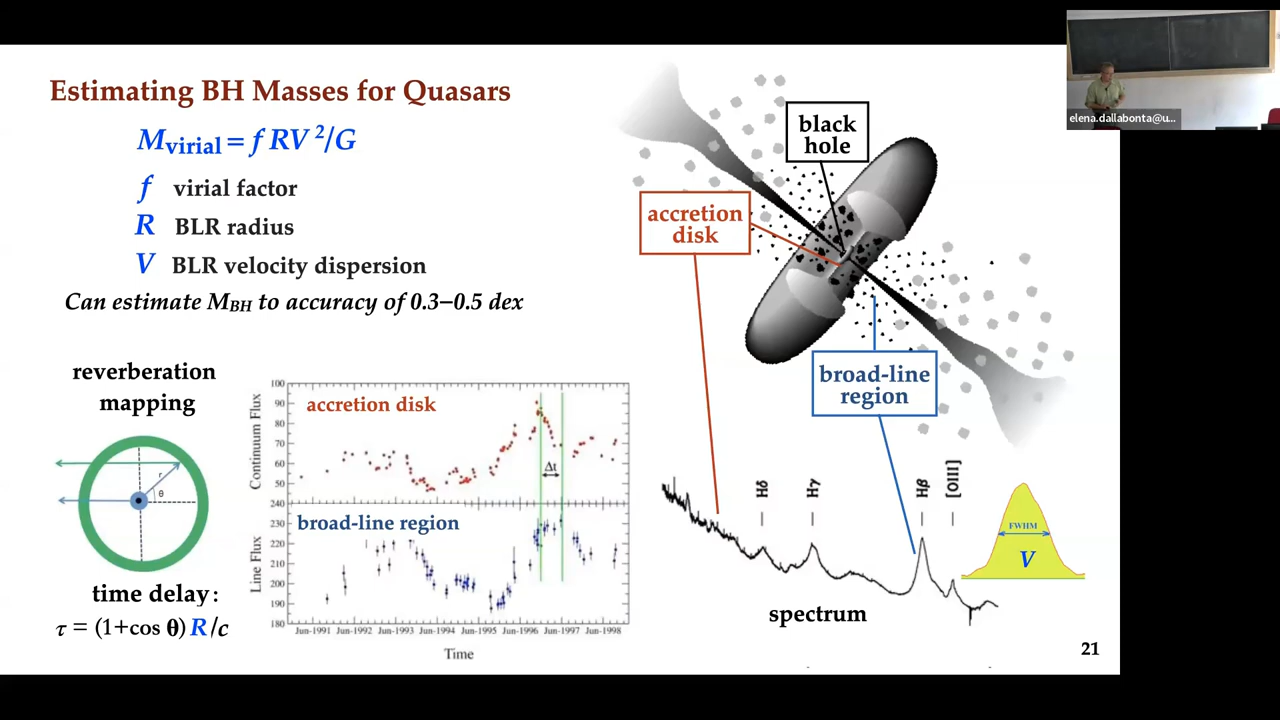 Estimating BH Masses for Quasars
Mvirial = f RV ²/G
f virial factor
R BLR radius
V BLR velocity dispersion
Can estimate MBH to accuracy of 0.3–0.5 dex
reverberation
mapping
r
θ
time delay:
τ = (1+cos θ) R/c
Continuum Flux
100
90
80
70
60
50
240
accretion disk
Δt
Line Flux
230
220
210
200
190
180
broad-line region
Jun-1991 Jun-1992 Jun-1993 Jun-1994 Jun-1995 Jun-1996 Jun-1997 Jun-1998
Time
black
hole
accretion
disk
broad-line
region
Hδ
Hγ
Hβ
[OIII]
FWHM
V
spectrum
21
elena.dallabonta@u...